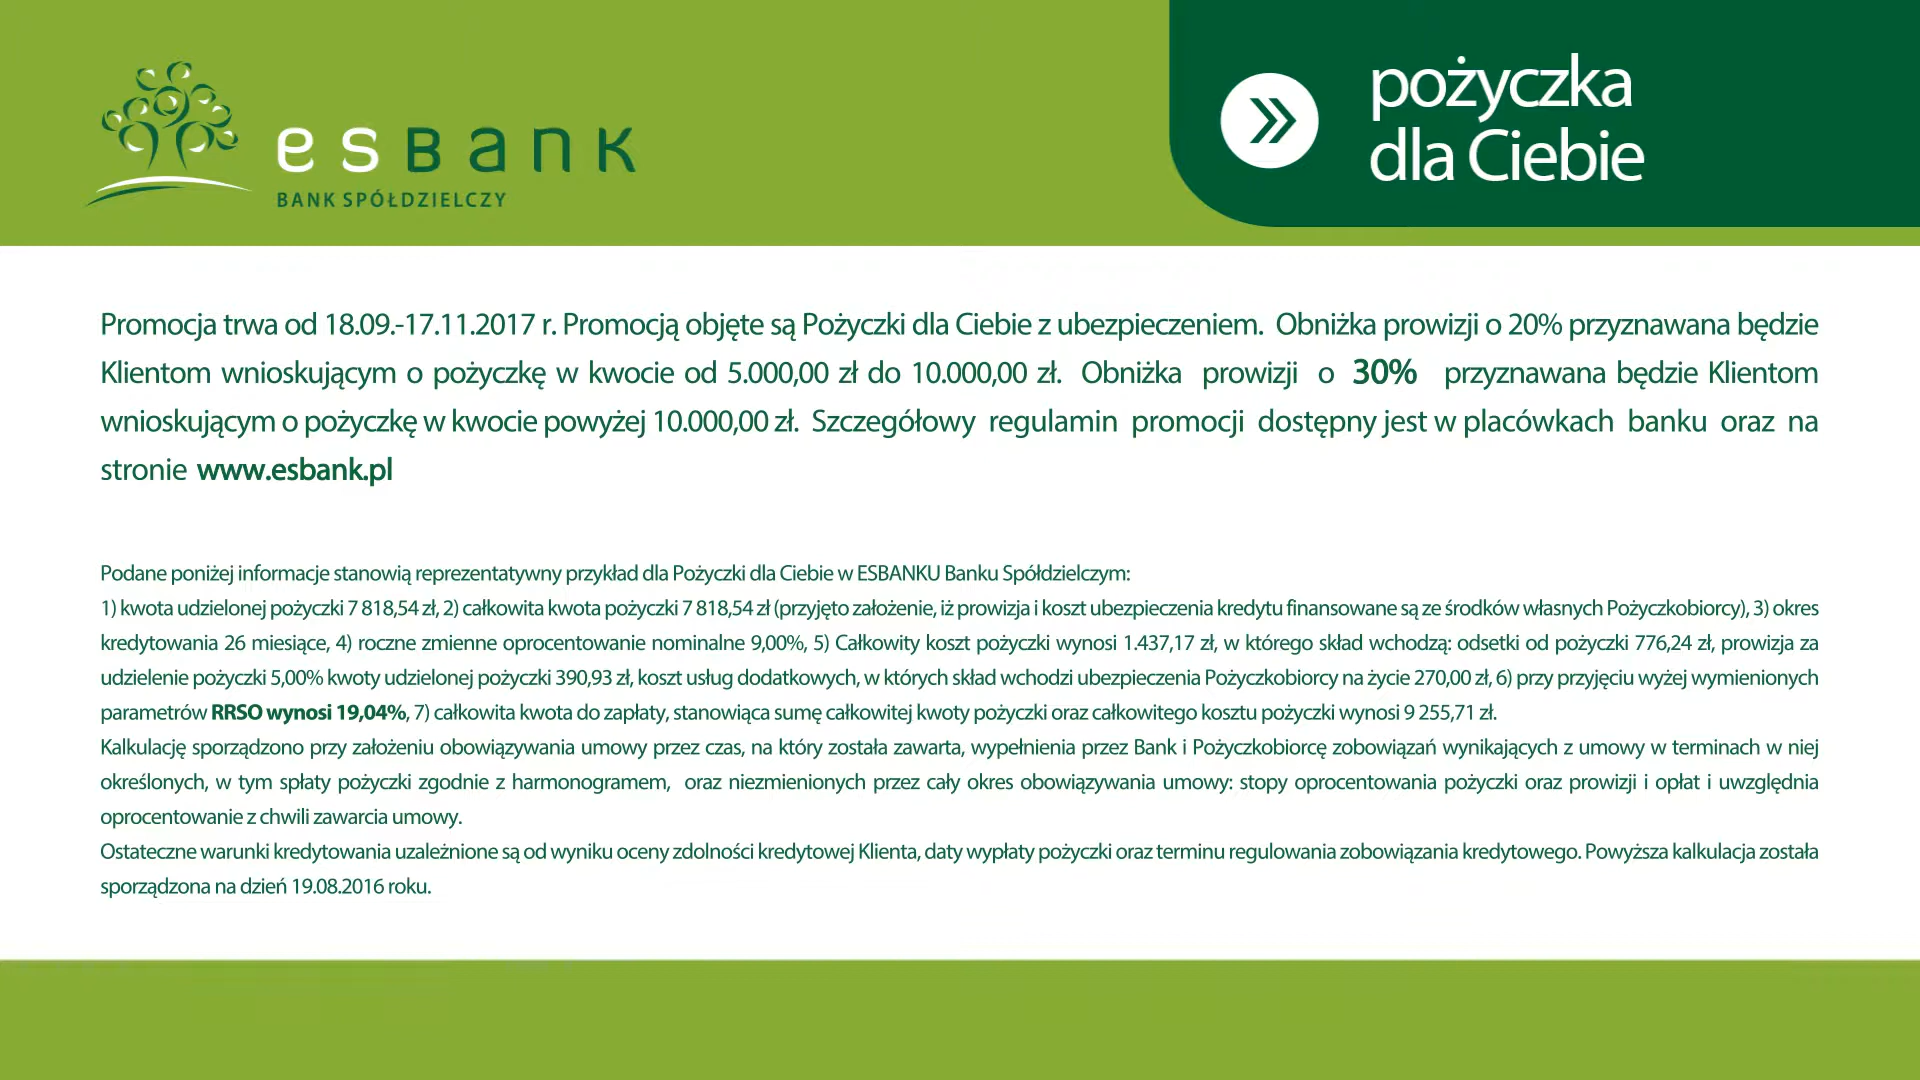 esBANK
BANK SPÓŁDZIELCZY
pożyczka
dla Ciebie
Promocja trwa od 18.09.-17.11.2017 r. Promocją objęte są Pożyczki dla Ciebie z ubezpieczeniem. Obniżka prowizji o 20% przyznawana będzie
Klientom wnioskującym o pożyczkę w kwocie od 5.000,00 zł do 10.000,00 zł. Obniżka prowizji o 30% przyznawana będzie Klientom
wnioskującym o pożyczkę w kwocie powyżej 10.000,00 zł. Szczegółowy regulamin promocji dostępny jest w placówkach banku oraz na
stronie www.esbank.pl
Podane poniżej informacje stanowią reprezentatywny przykład dla Pożyczki dla Ciebie w ESBANKU Banku Spółdzielczym:
1) kwota udzielonej pożyczki 7 818,54 zł, 2) całkowita kwota pożyczki 7 818,54 zł (przyjęto założenie, iż prowizja i koszt ubezpieczenia kredytu finansowane są ze środków własnych Pożyczkobiorcy), 3) okres
kredytowania 26 miesiące, 4) roczne zmienne oprocentowanie nominalne 9,00%, 5) Całkowity koszt pożyczki wynosi 1.437,17 zł, w którego skład wchodzą: odsetki od pożyczki 776,24 zł, prowizja za
udzielenie pożyczki 5,00% kwoty udzielonej pożyczki 390,93 zł, koszt usług dodatkowych, w których skład wchodzi ubezpieczenia Pożyczkobiorcy na życie 270,00 zł, 6) przy przyjęciu wyżej wymienionych
parametrów RRSO wynosi 19,04%, 7) całkowita kwota do zapłaty, stanowiąca sumę całkowitej kwoty pożyczki oraz całkowitego kosztu pożyczki wynosi 9 255,71 zł.
Kalkulację sporządzono przy założeniu obowiązywania umowy przez czas, na który została zawarta, wypełnienia przez Bank i Pożyczkobiorcę zobowiązań wynikających z umowy w terminach w niej
określonych, w tym spłaty pożyczki zgodnie z harmonogramem, oraz niezmienionych przez cały okres obowiązywania umowy: stopy oprocentowania pożyczki oraz prowizji i opłat i uwzględnia
oprocentowanie z chwili zawarcia umowy.
Ostateczne warunki kredytowania uzależnione są od wyniku oceny zdolności kredytowej Klienta, daty wypłaty pożyczki oraz terminu regulowania zobowiązania kredytowego. Powyższa kalkulacja została
sporządzona na dzień 19.08.2016 roku.